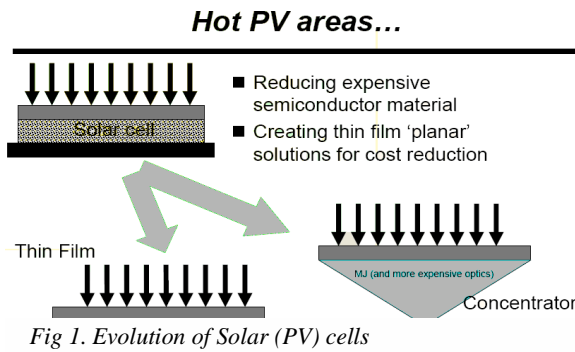 Hot PV areas…
Reducing expensive
semiconductor material
Creating thin film 'planar'
solutions for cost reduction
Solar cell
Thin Film
MJ (and more expensive optics)
Concentrator
Fig 1. Evolution of Solar (PV) cells